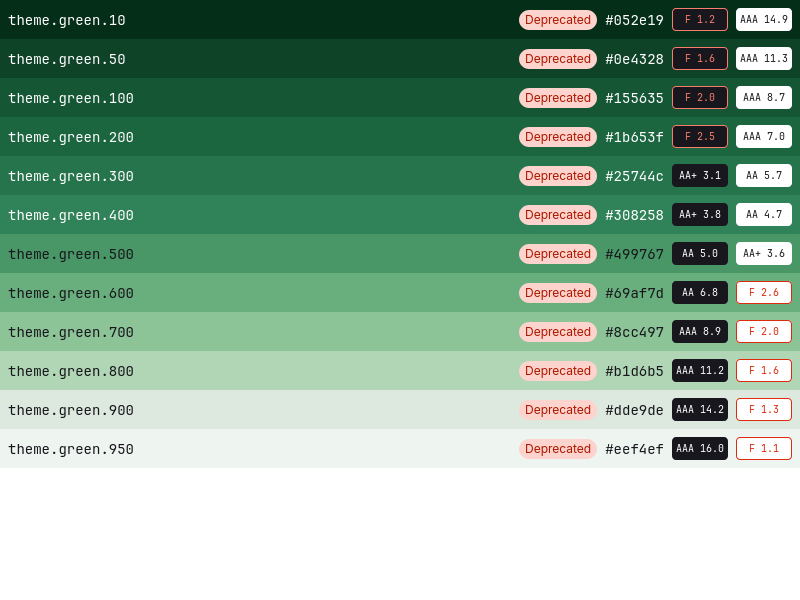 theme.green.10 Deprecated #052e19 F 1.2 AAA 14.9
theme.green.50 Deprecated #0e4328 F 1.6 AAA 11.3
theme.green.100 Deprecated #155635 F 2.0 AAA 8.7
theme.green.200 Deprecated #1b653f F 2.5 AAA 7.0
theme.green.300 Deprecated #25744c AA+ 3.1 AA 5.7
theme.green.400 Deprecated #308258 AA+ 3.8 AA 4.7
theme.green.500 Deprecated #499767 AA 5.0 AA+ 3.6
theme.green.600 Deprecated #69af7d AA 6.8 F 2.6
theme.green.700 Deprecated #8cc497 AAA 8.9 F 2.0
theme.green.800 Deprecated #b1d6b5 AAA 11.2 F 1.6
theme.green.900 Deprecated #dde9de AAA 14.2 F 1.3
theme.green.950 Deprecated #eef4ef AAA 16.0 F 1.1